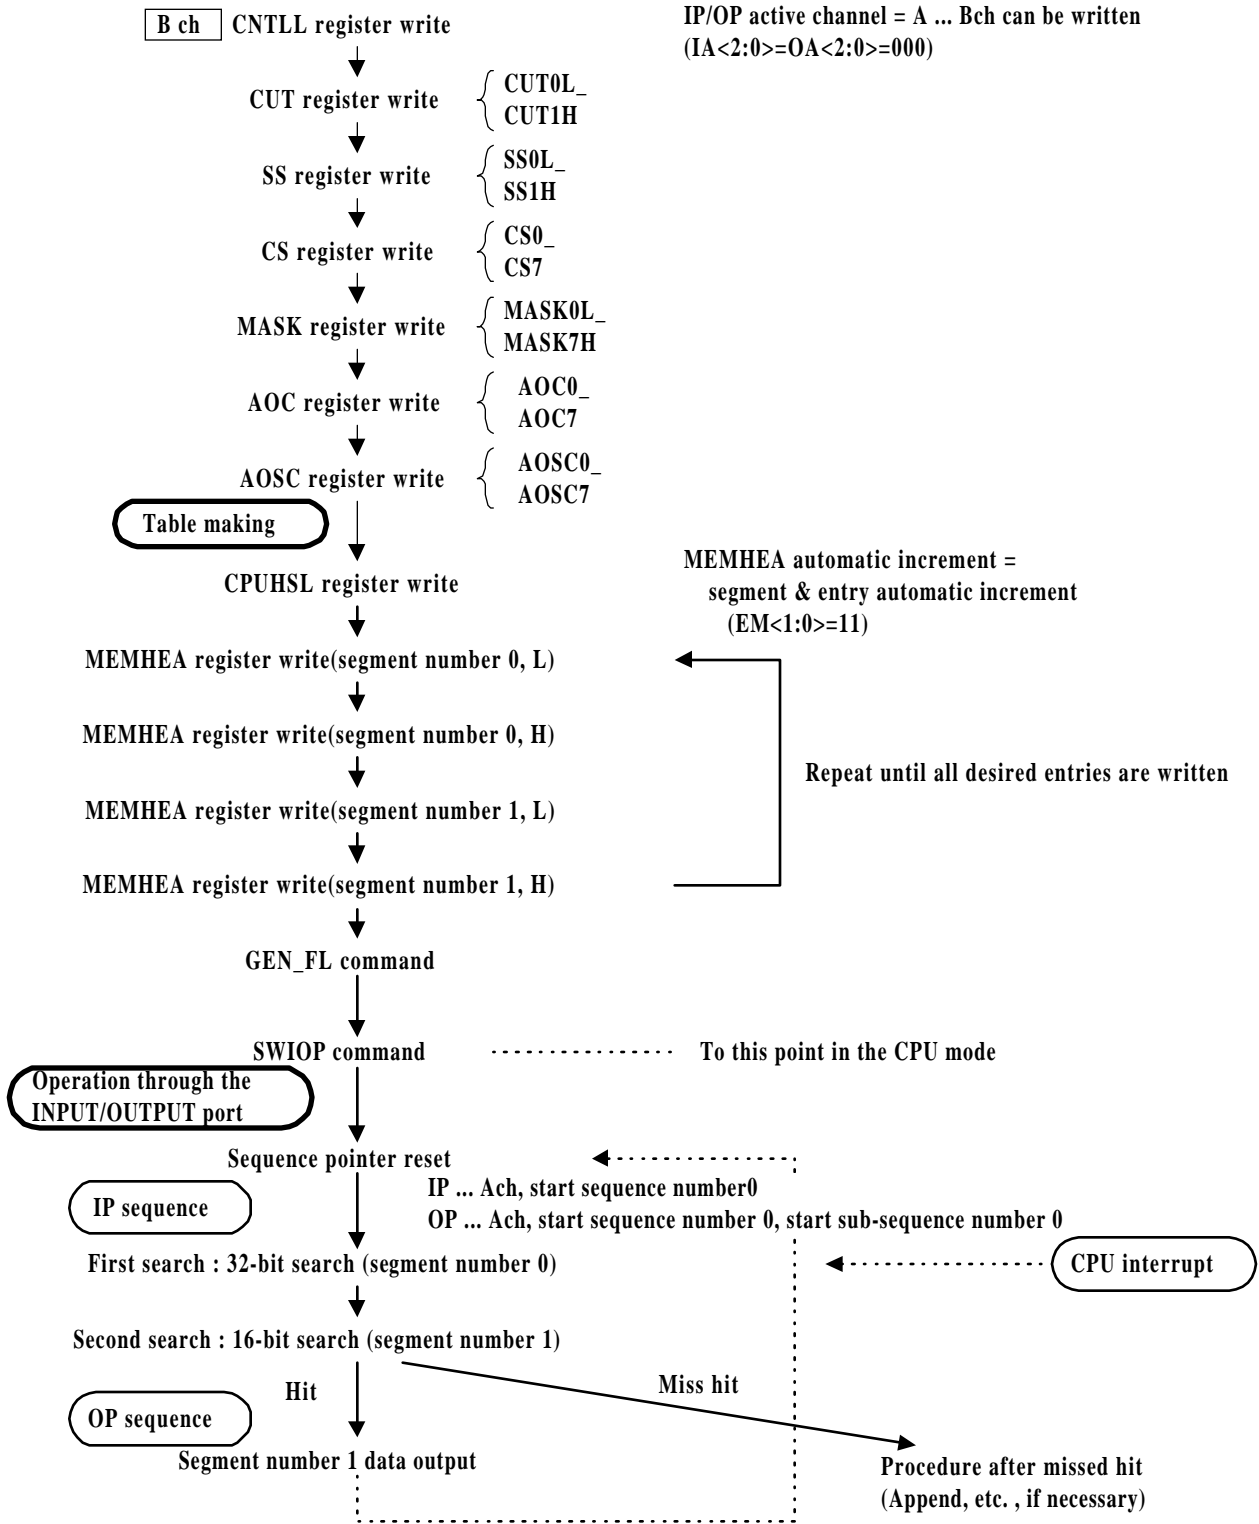 B ch CNTLL register write
IP/OP active channel = A ... Bch can be written
(IA<2:0>=OA<2:0>=000)
CUT register write
CUT0L_
CUT1H
SS register write
SS0L_
SS1H
CS register write
CS0_
CS7
MASK register write
MASK0L_
MASK7H
AOC register write
AOC0_
AOC7
AOSC register write
AOSC0_
AOSC7
Table making
CPUHSL register write
MEMHEA automatic increment =
segment & entry automatic increment
(EM<1:0>=11)
MEMHEA register write(segment number 0, L)
MEMHEA register write(segment number 0, H)
Repeat until all desired entries are written
MEMHEA register write(segment number 1, L)
MEMHEA register write(segment number 1, H)
GEN_FL command
SWIOP command
To this point in the CPU mode
Operation through the
INPUT/OUTPUT port
Sequence pointer reset
IP ... Ach, start sequence number0
OP ... Ach, start sequence number 0, start sub-sequence number 0
IP sequence
First search : 32-bit search (segment number 0)
CPU interrupt
Second search : 16-bit search (segment number 1)
Hit
Miss hit
OP sequence
Segment number 1 data output
Procedure after missed hit
(Append, etc. , if necessary)